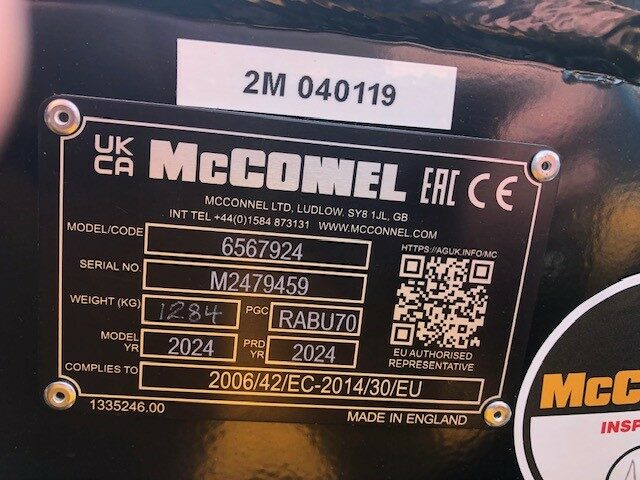 2M 040119
UK CA McCONNEL EAC CE
MCCONNEL LTD, LUDLOW, SY8 1JL, GB
INT TEL +44(0)1584 873131 WWW.MCCONNEL.COM
MODEL/CODE 6567924
HTTPS://AGUK.INFO/MC
SERIAL NO. M2479459
WEIGHT (KG) 1284 PGC RABU70
MODEL YR 2024 PRD YR 2024
EU AUTHORISED REPRESENTATIVE
COMPLIES TO 2006/42/EC-2014/30/EU
1335246.00 MADE IN ENGLAND
McC
INSP